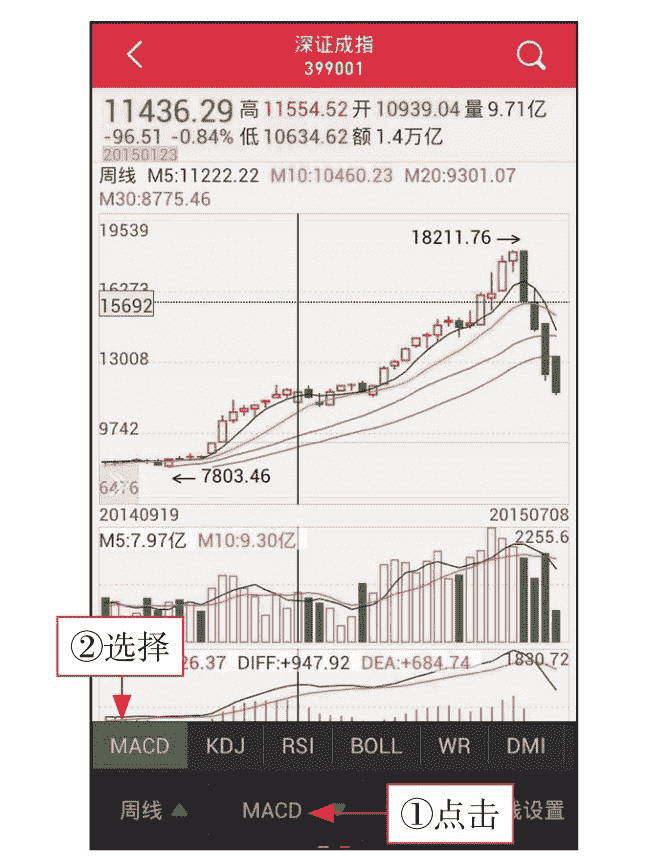 深证成指
399001
11436.29 高 11554.52 开 10939.04 量 9.71亿
-96.51 -0.84% 低 10634.62 额 1.4万亿
20150123
周线 M5:11222.22 M10:10460.23 M20:9301.07
M30:8775.46
19539
18211.76
16273
15692
13008
9742
7803.46
6476
20140919 20150708
M5:7.97亿 M10:9.30亿 2255.6
②选择
26.37 DIFF:+947.92 DEA:+684.74 1830.72
MACD KDJ RSI BOLL WR DMI
周线 MACD 线设置
①点击